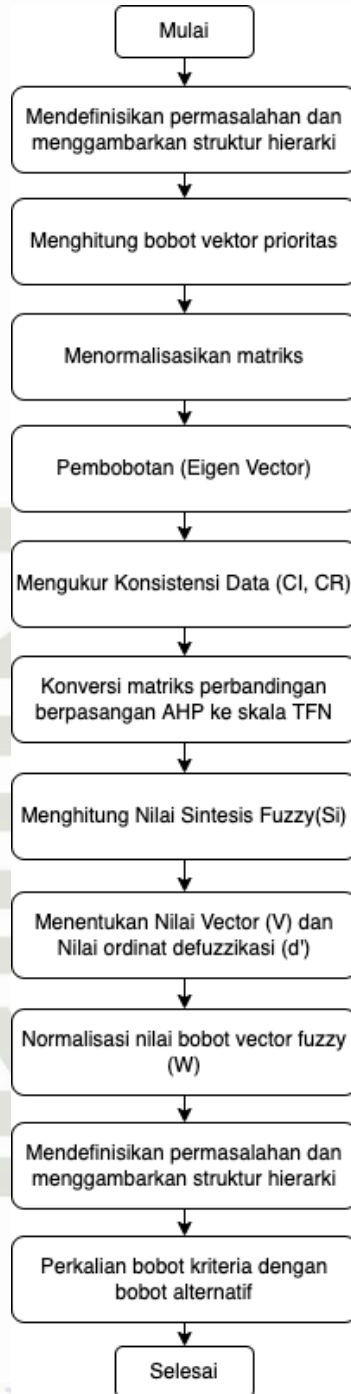 Mulai
Mendefinisikan permasalahan dan
menggambarkan struktur hierarki
Menghitung bobot vektor prioritas
Menormalisasikan matriks
Pembobotan (Eigen Vector)
Mengukur Konsistensi Data (CI, CR)
Konversi matriks perbandingan
berpasangan AHP ke skala TFN
Menghitung Nilai Sintesis Fuzzy(Si)
Menentukan Nilai Vector (V) dan
Nilai ordinat defuzzikasi (d')
Normalisasi nilai bobot vector fuzzy
(W)
Mendefinisikan permasalahan dan
menggambarkan struktur hierarki
Perkalian bobot kriteria dengan
bobot alternatif
Selesai